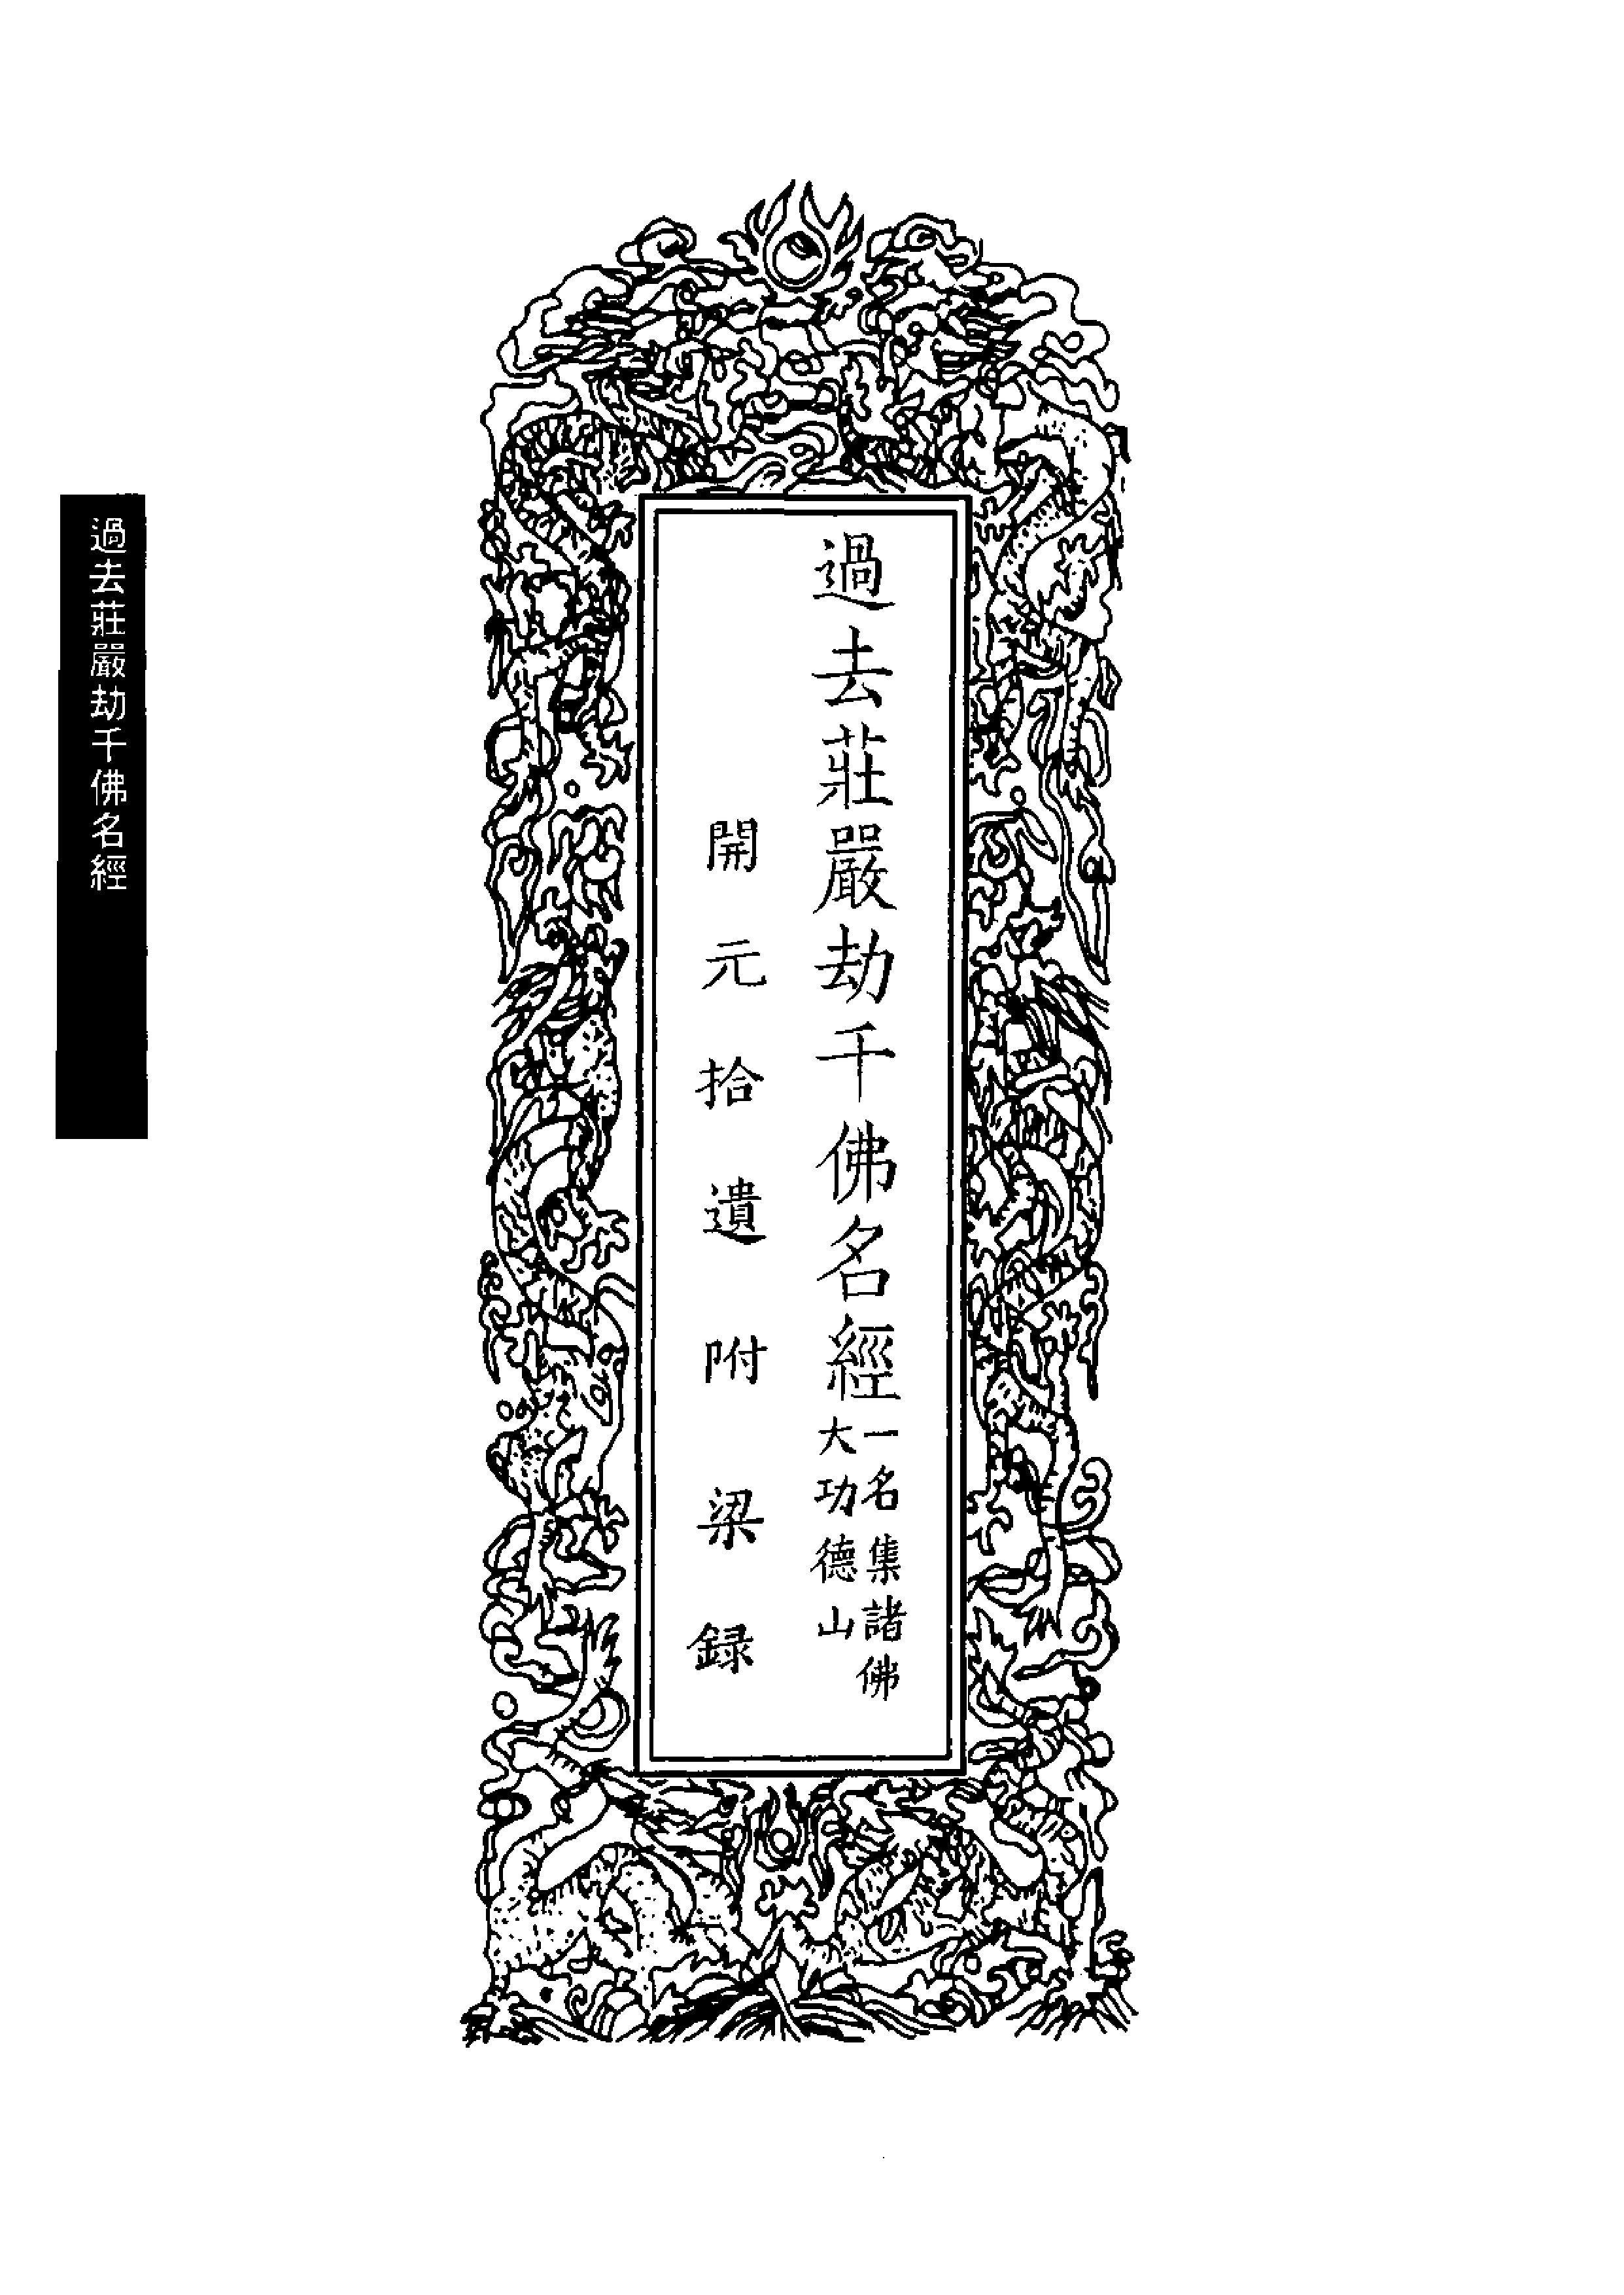 過去莊嚴劫千佛名經
一名集諸佛
大功德山
開元拾遺附梁録
過去莊嚴劫千佛名經